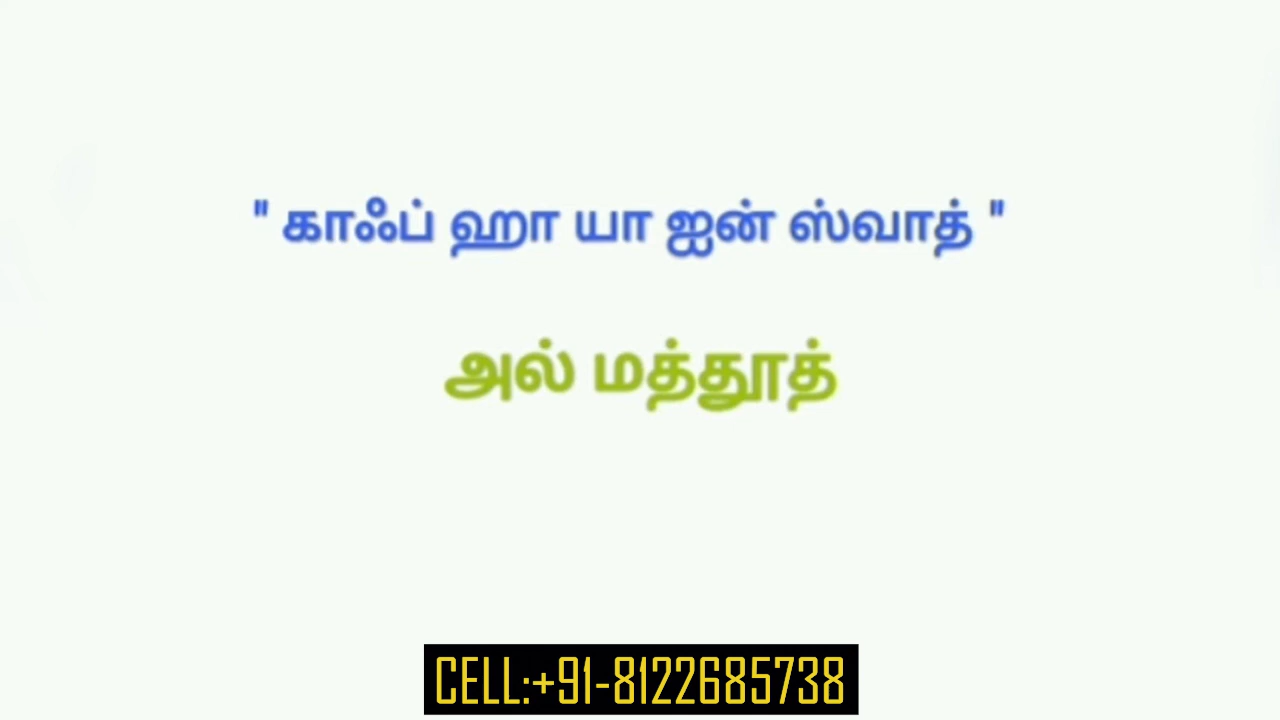 " காஃப் ஹா யா ஐன் ஸ்வாத் "
அல் மத்தூத்
CELL:+91-8122685738